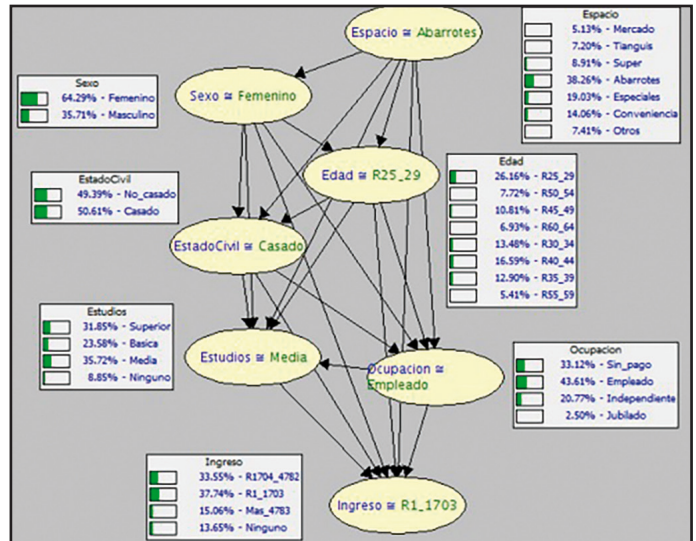 Espacio
5.13% - Mercado
7.20% - Tianguis
8.91% - Super
38.26% - Abarrotes
19.03% - Especiales
14.06% - Conveniencia
7.41% - Otros
Espacio ≅ Abarrotes
Sexo
64.29% - Femenino
35.71% - Masculino
Sexo ≅ Femenino
Edad ≅ R25_29
Edad
26.16% - R25_29
7.72% - R50_54
10.81% - R45_49
6.93% - R60_64
13.48% - R30_34
16.59% - R40_44
12.90% - R35_39
5.41% - R55_59
EstadoCivil
49.39% - No_casado
50.61% - Casado
EstadoCivil ≅ Casado
Estudios
31.85% - Superior
23.58% - Basica
35.72% - Media
8.85% - Ninguno
Estudios ≅ Media
Ocupacion ≅
Empleado
Ocupacion
33.12% - Sin_pago
43.61% - Empleado
20.77% - Independiente
2.50% - Jubilado
Ingreso
33.55% - R1704_4782
37.74% - R1_1703
15.06% - Mas_4783
13.65% - Ninguno
Ingreso ≅ R1_1703